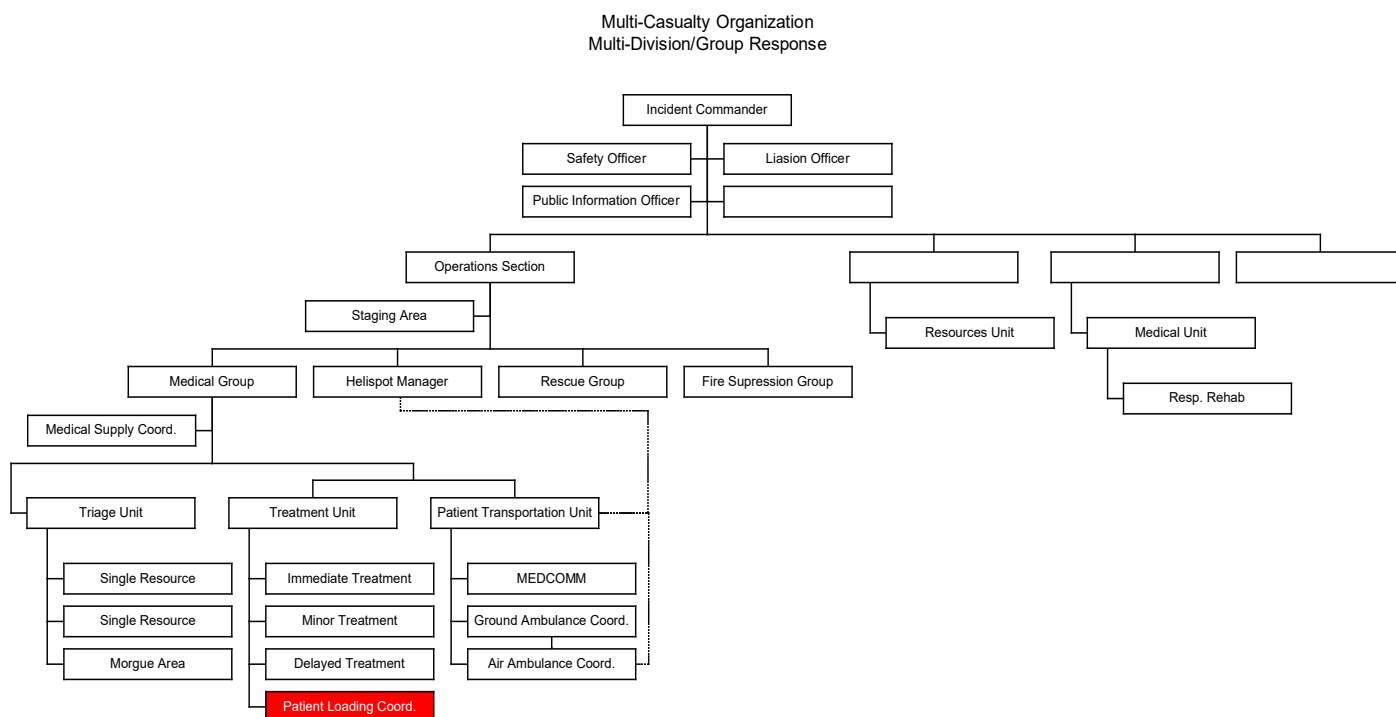 Multi-Casualty Organization
Multi-Division/Group Response
Incident Commander
Safety Officer
Liasion Officer
Public Information Officer
Operations Section
Staging Area
Resources Unit
Medical Unit
Medical Group
Helispot Manager
Rescue Group
Fire Supression Group
Resp. Rehab
Medical Supply Coord.
Triage Unit
Treatment Unit
Patient Transportation Unit
Single Resource
Immediate Treatment
MEDCOMM
Single Resource
Minor Treatment
Ground Ambulance Coord.
Morgue Area
Delayed Treatment
Air Ambulance Coord.
Patient Loading Coord.